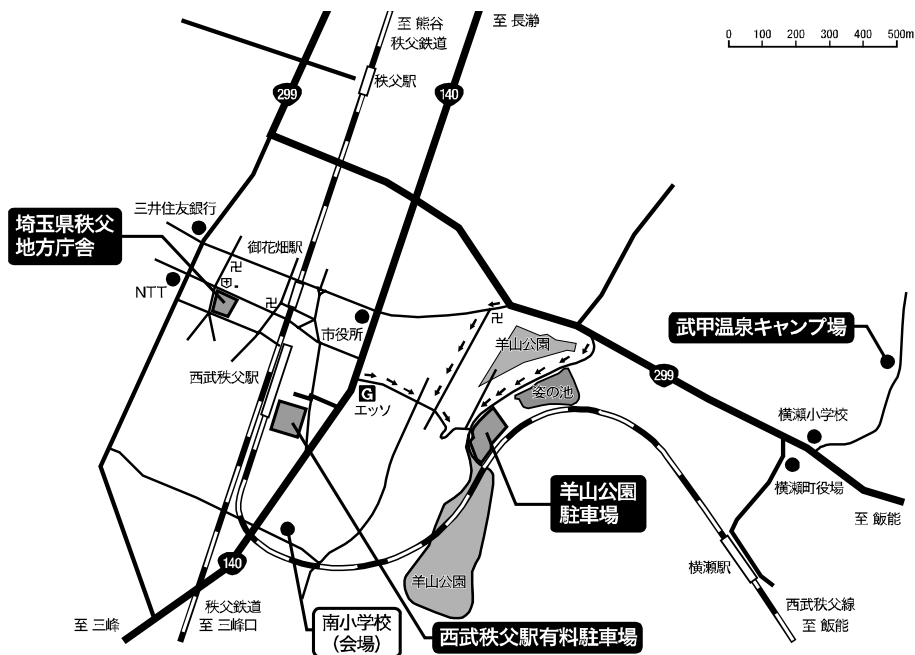 至 熊谷
秩父鉄道
至 長瀞
0 100 200 300 400 500m
秩父駅
299
140
三井住友銀行
埼玉県秩父
地方庁舎
御花畑駅
卍
卍
NTT
市役所
卍
羊山公園
武甲温泉キャンプ場
西武秩父駅
姿の池
299
G
エッソ
横瀬小学校
羊山公園
駐車場
横瀬町役場
至 飯能
140
横瀬駅
羊山公園
秩父鉄道
至 三峰口
至 三峰
南小学校
(会場)
西武秩父駅有料駐車場
西武秩父線
至 飯能